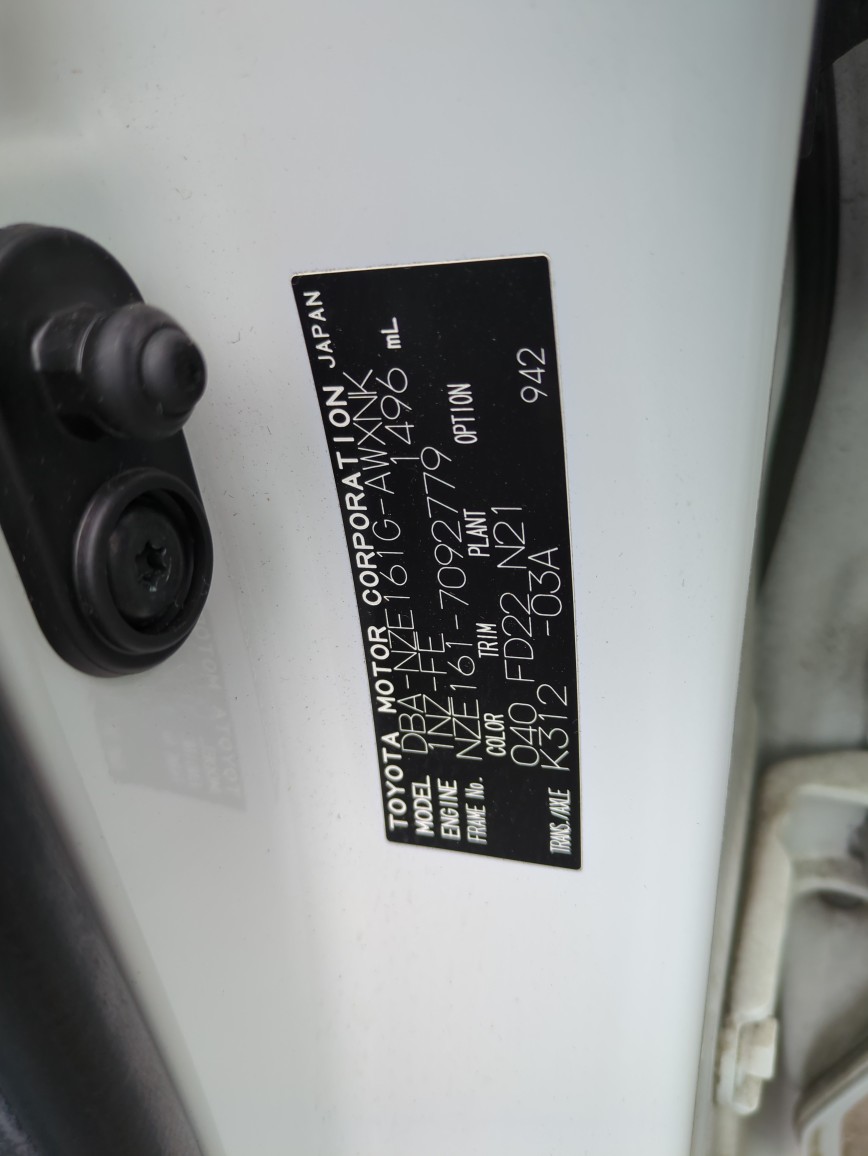 TOYOTA MOTOR CORPORATION JAPAN
MODEL DBA-NZE161G-AWXNK
ENGINE 1NZ-FE 1496 mL
FRAME No. NZE161-7092779
COLOR TRIM PLANT OPTION
040 FD22 N21
TRANS./AXLE K312 -03A 942